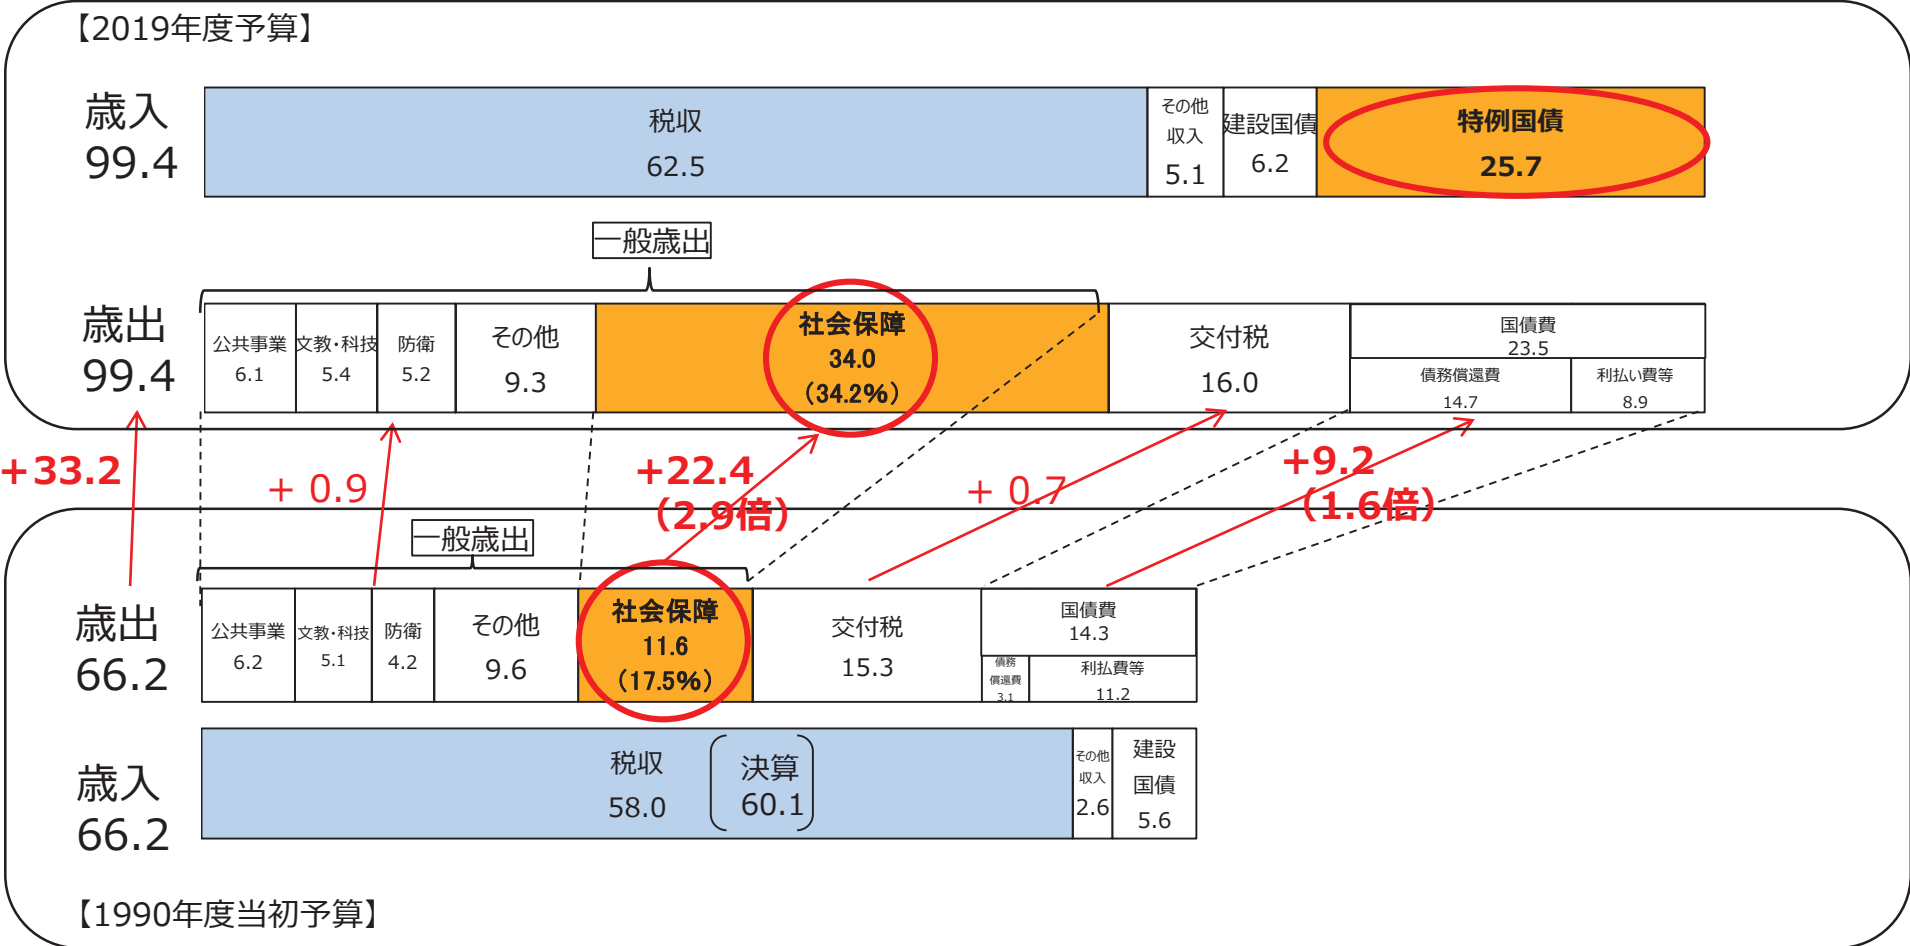 【2019年度予算】
歳入
99.4
税収
62.5
その他
収入
5.1
建設国債
6.2
特例国債
25.7
一般歳出
歳出
99.4
公共事業
6.1
文教・科技
5.4
防衛
5.2
その他
9.3
社会保障
34.0
(34.2%)
交付税
16.0
国債費
23.5
債務償還費
14.7
利払い費等
8.9
+33.2
+ 0.9
+22.4
(2.9倍)
+ 0.7
+9.2
(1.6倍)
一般歳出
歳出
66.2
公共事業
6.2
文教・科技
5.1
防衛
4.2
その他
9.6
社会保障
11.6
(17.5%)
交付税
15.3
国債費
14.3
債務
償還費
3.1
利払費等
11.2
歳入
66.2
税収
58.0
決算
60.1
その他
収入
2.6
建設
国債
5.6
【1990年度当初予算】